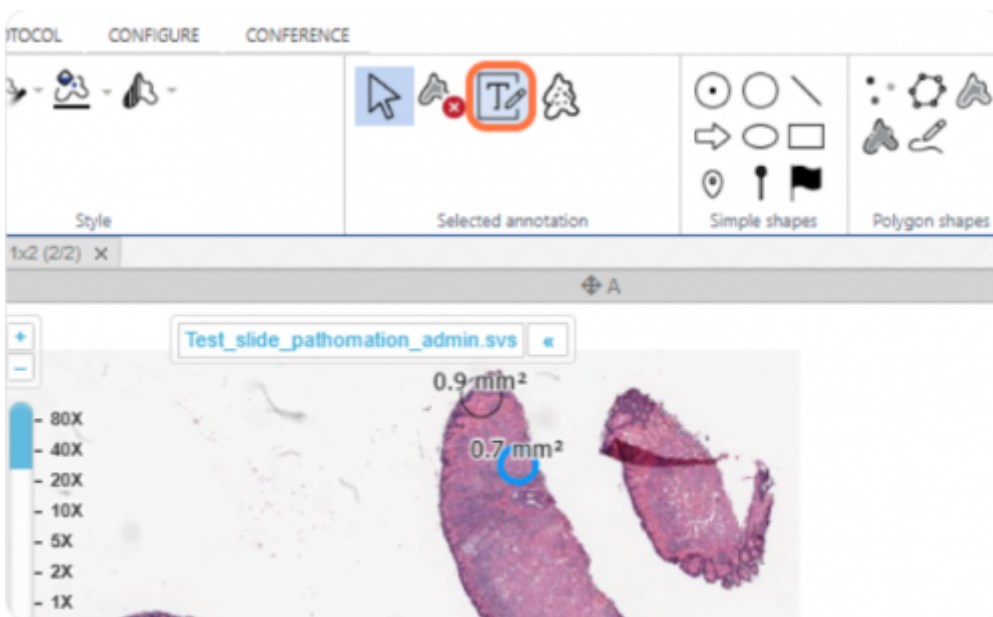 OTOCOL CONFIGURE CONFERENCE
T
Style Selected annotation Simple shapes Polygon shapes
1x2 (2/2) X
A
+ Test_slide_pathomation_admin.svs «
−
0.9 mm²
80X
40X 0.7 mm²
20X
10X
5X
2X
1X